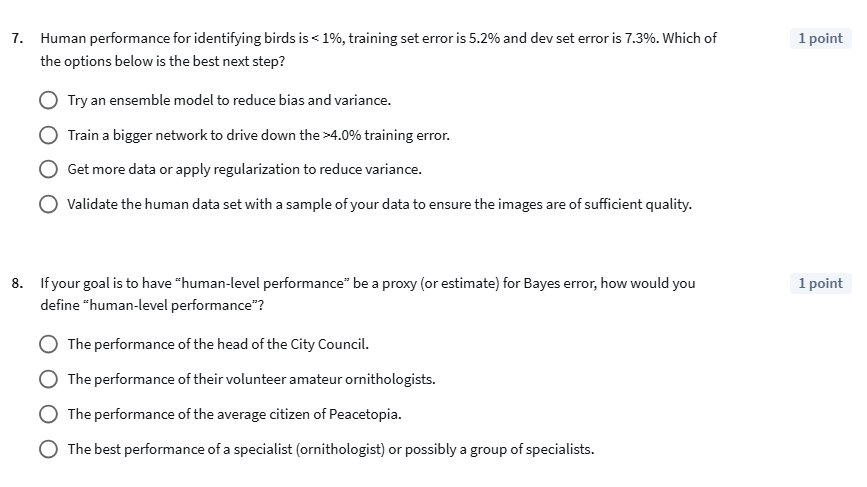 7. Human performance for identifying birds is < 1%, training set error is 5.2% and dev set error is 7.3%. Which of 1 point
the options below is the best next step?
Try an ensemble model to reduce bias and variance.
Train a bigger network to drive down the >4.0% training error.
Get more data or apply regularization to reduce variance.
Validate the human data set with a sample of your data to ensure the images are of sufficient quality.
8. If your goal is to have “human-level performance” be a proxy (or estimate) for Bayes error, how would you 1 point
define “human-level performance”?
The performance of the head of the City Council.
The performance of their volunteer amateur ornithologists.
The performance of the average citizen of Peacetopia.
The best performance of a specialist (ornithologist) or possibly a group of specialists.